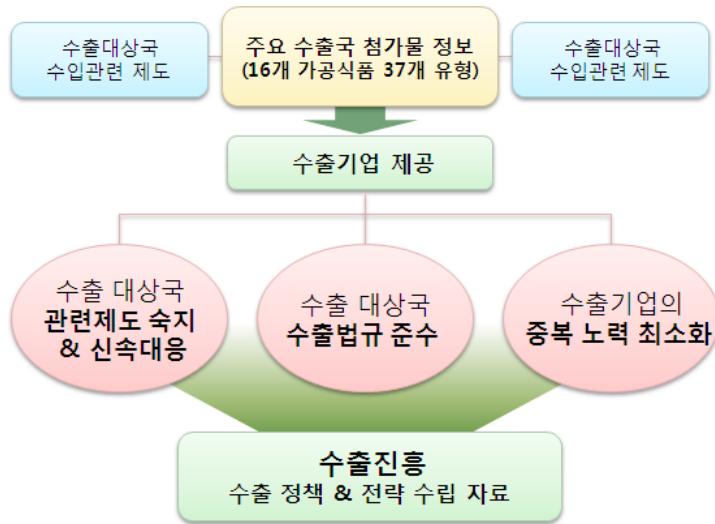 수출대상국
수입관련 제도
주요 수출국 첨가물 정보
(16개 가공식품 37개 유형)
수출대상국
수입관련 제도
수출기업 제공
수출 대상국
관련제도 숙지
& 신속대응
수출 대상국
수출법규 준수
수출기업의
중복 노력 최소화
수출진흥
수출 정책 & 전략 수립 자료